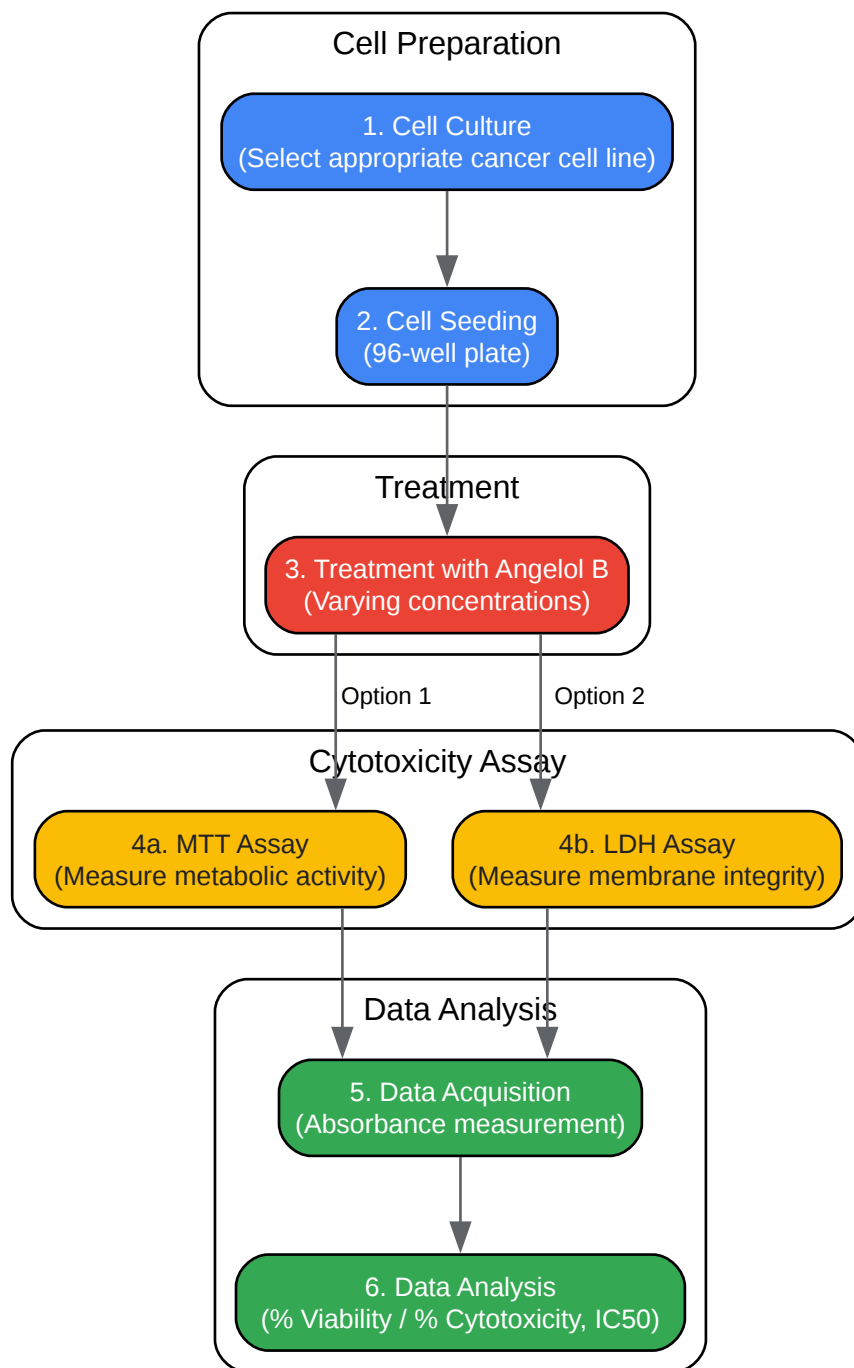 Cell Preparation
1. Cell Culture
(Select appropriate cancer cell line)
2. Cell Seeding
(96-well plate)
Treatment
3. Treatment with Angelol B
(Varying concentrations)
Option 1
Option 2
Cytotoxicity Assay
4a. MTT Assay
(Measure metabolic activity)
4b. LDH Assay
(Measure membrane integrity)
Data Analysis
5. Data Acquisition
(Absorbance measurement)
6. Data Analysis
(% Viability / % Cytotoxicity, IC50)